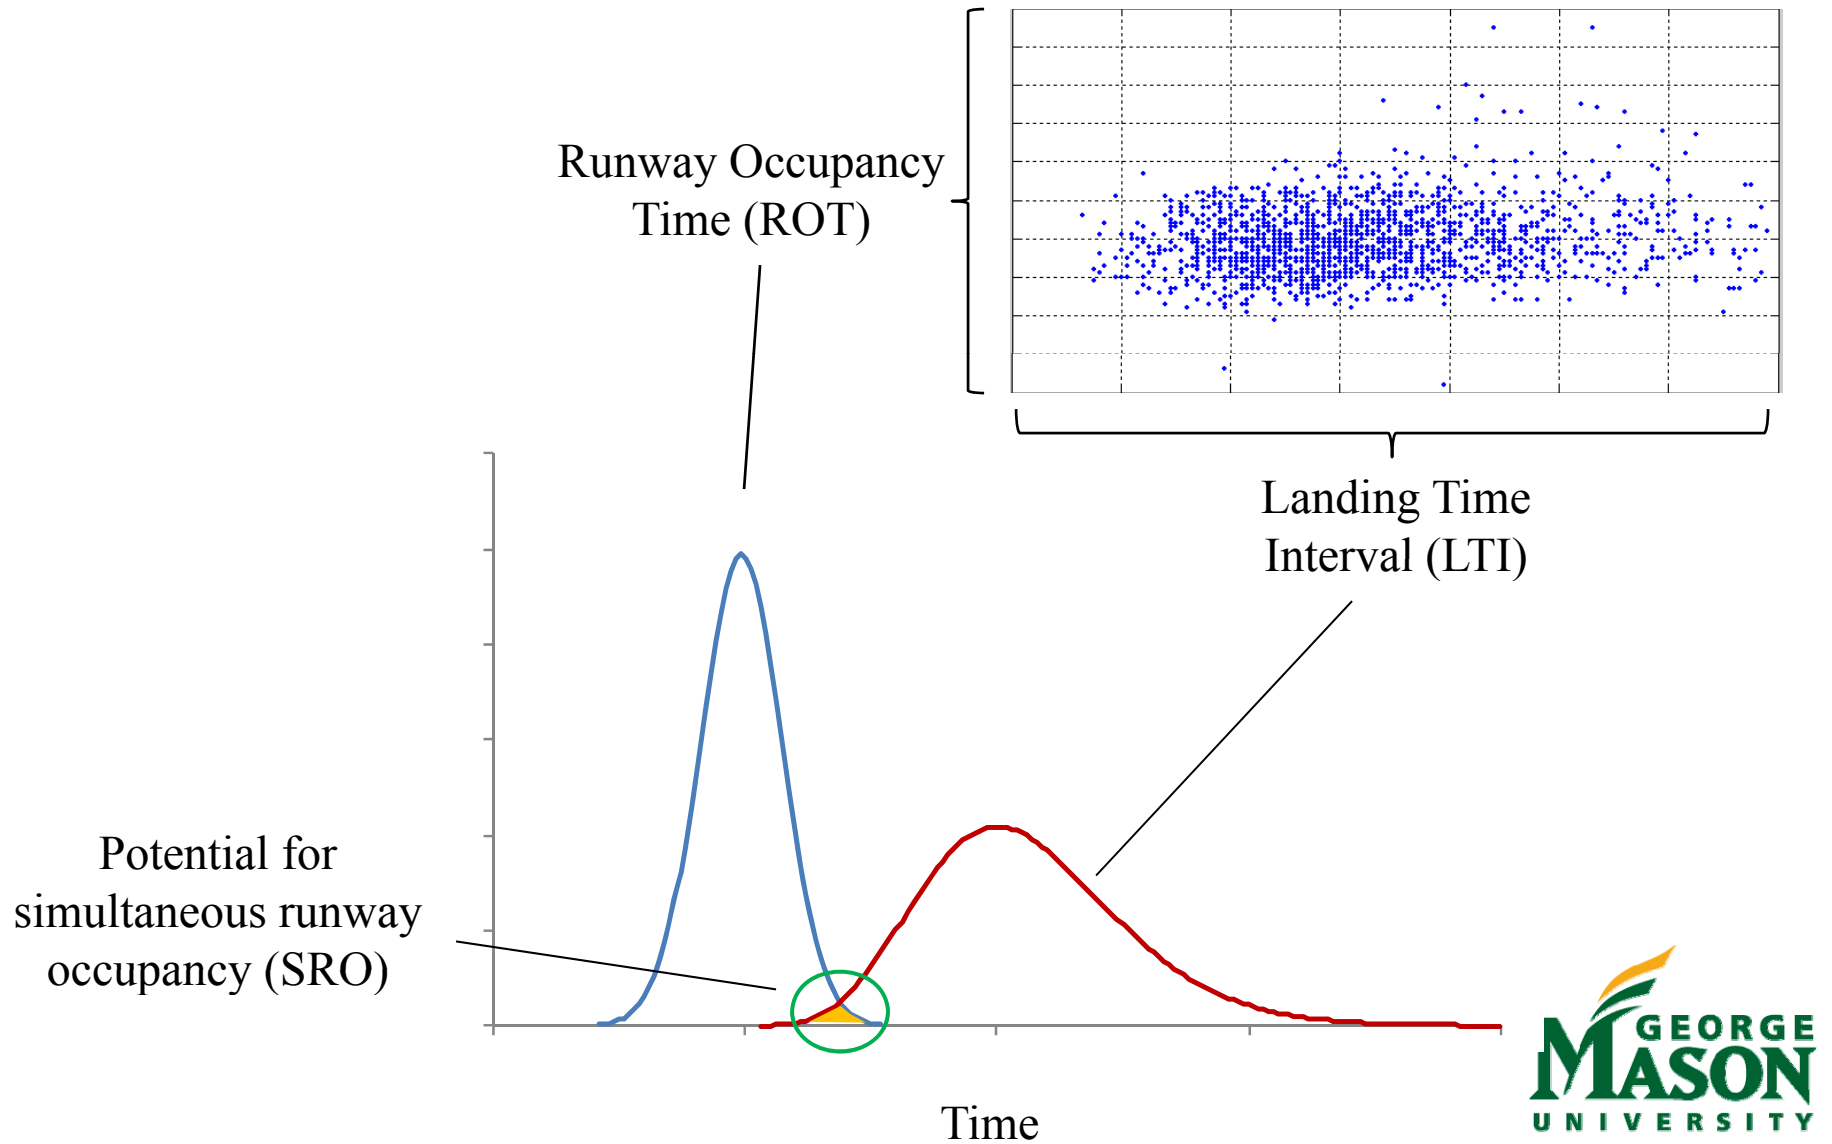 Runway Occupancy
Time (ROT)
Landing Time
Interval (LTI)
Potential for
simultaneous runway
occupancy (SRO)
Time
GEORGE
MASON
UNIVERSITY